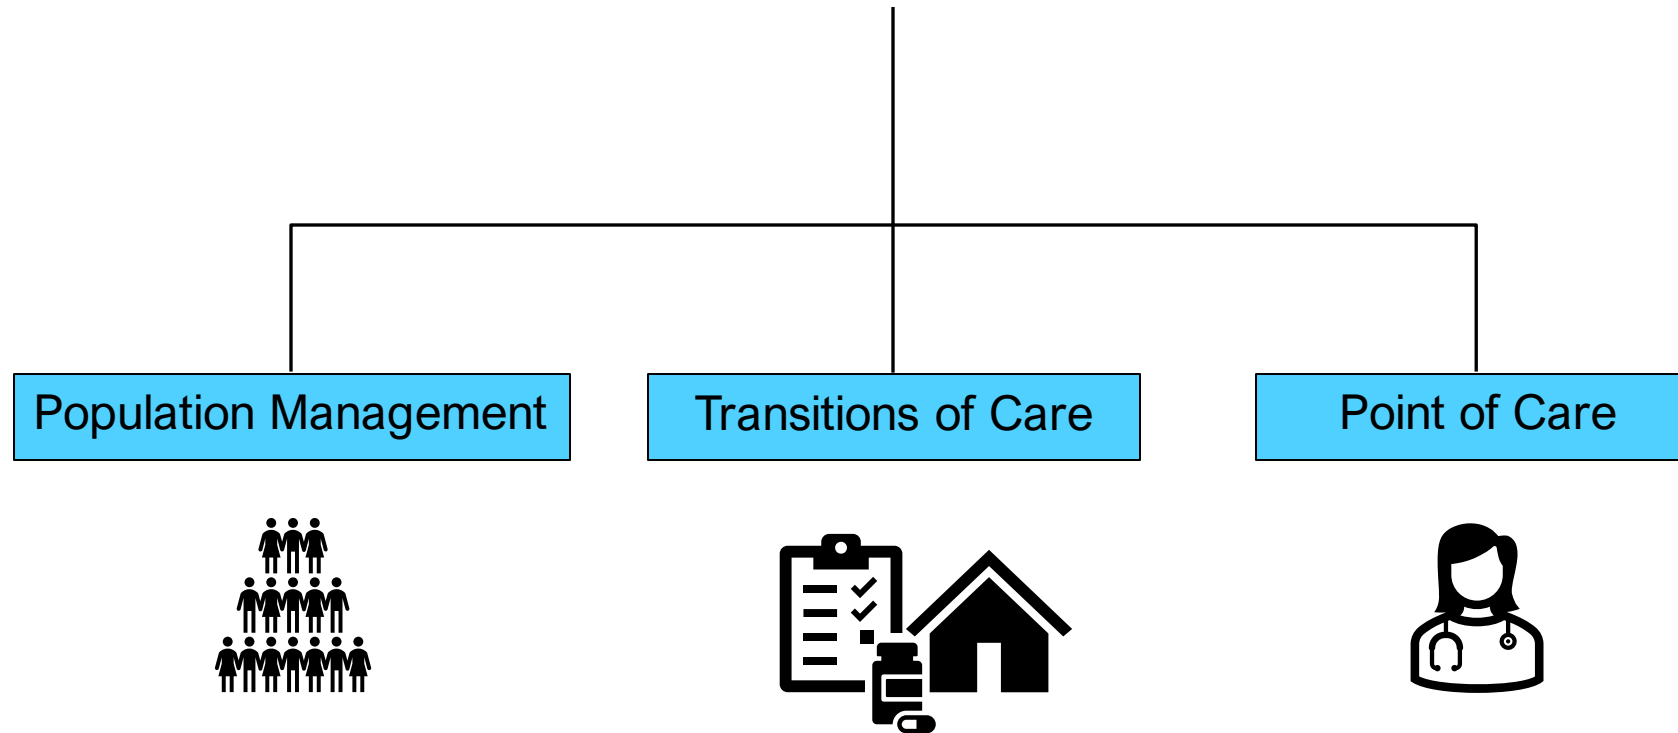 Population Management
Transitions of Care
Point of Care